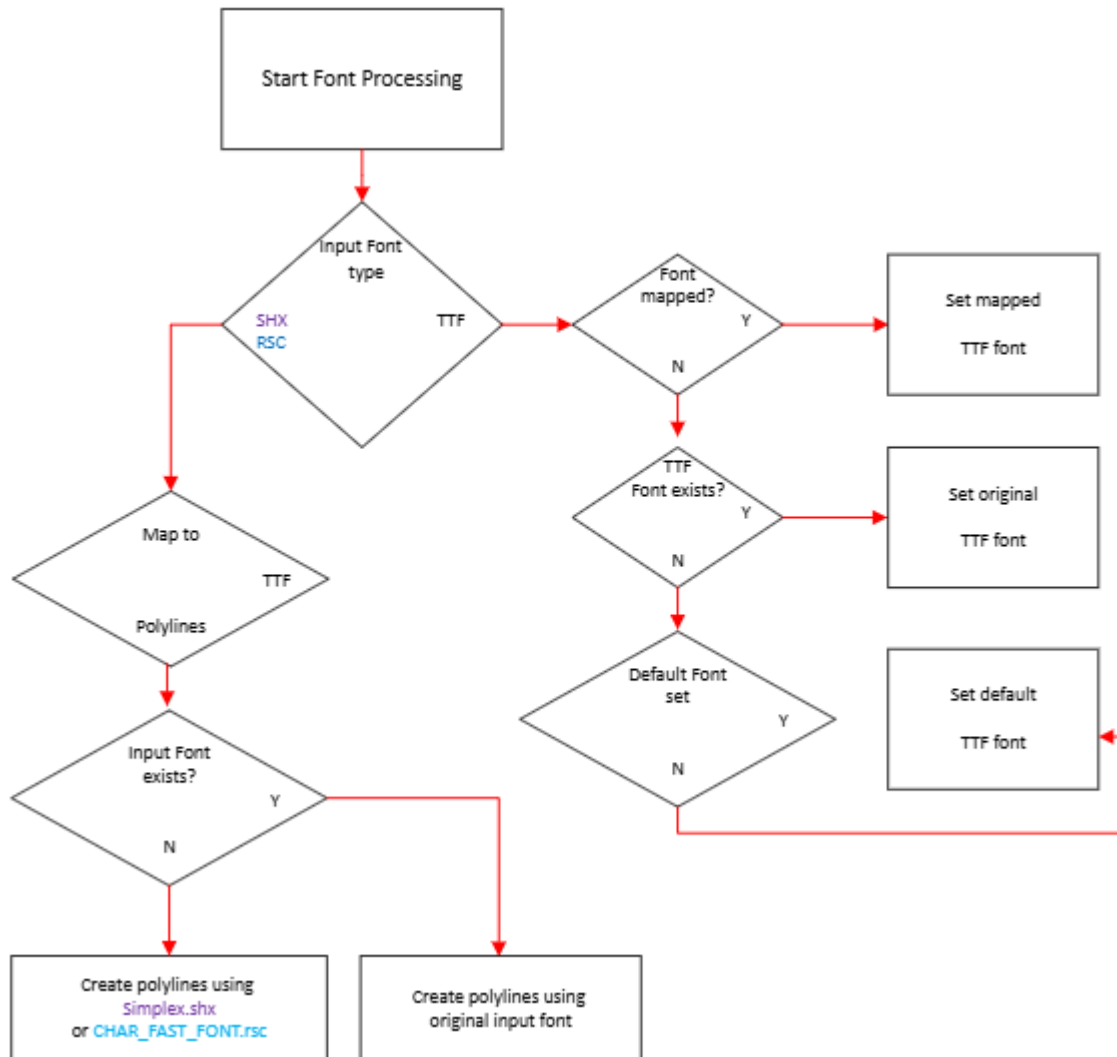 Start Font Processing
Input Font
type
SHX
TTF
RSC
Font
mapped?
Y
N
Set mapped
TTF font
TTF
Font exists?
Y
N
Set original
TTF font
Map to
TTF
Polylines
Default Font
set
Y
N
Set default
TTF font
Input Font
exists?
Y
N
Create polylines using
Simplex.shx
or CHAR_FAST_FONT.rsc
Create polylines using
original input font